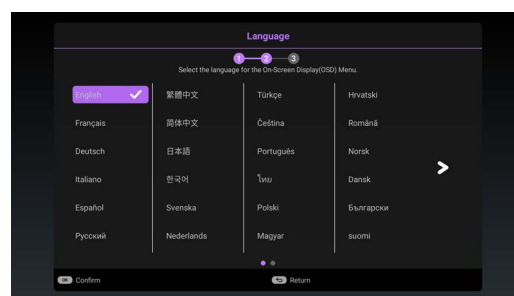 Language
1 2 3
Select the language for the On-Screen Display(OSD) Menu.
English 繁體中文 Türkçe Hrvatski
Français 简体中文 Čeština Română
Deutsch 日本語 Português Norsk
Italiano 한국어 ไทย Dansk
Español Svenska Polski Български
Русский Nederlands Magyar suomi
OK Confirm Return